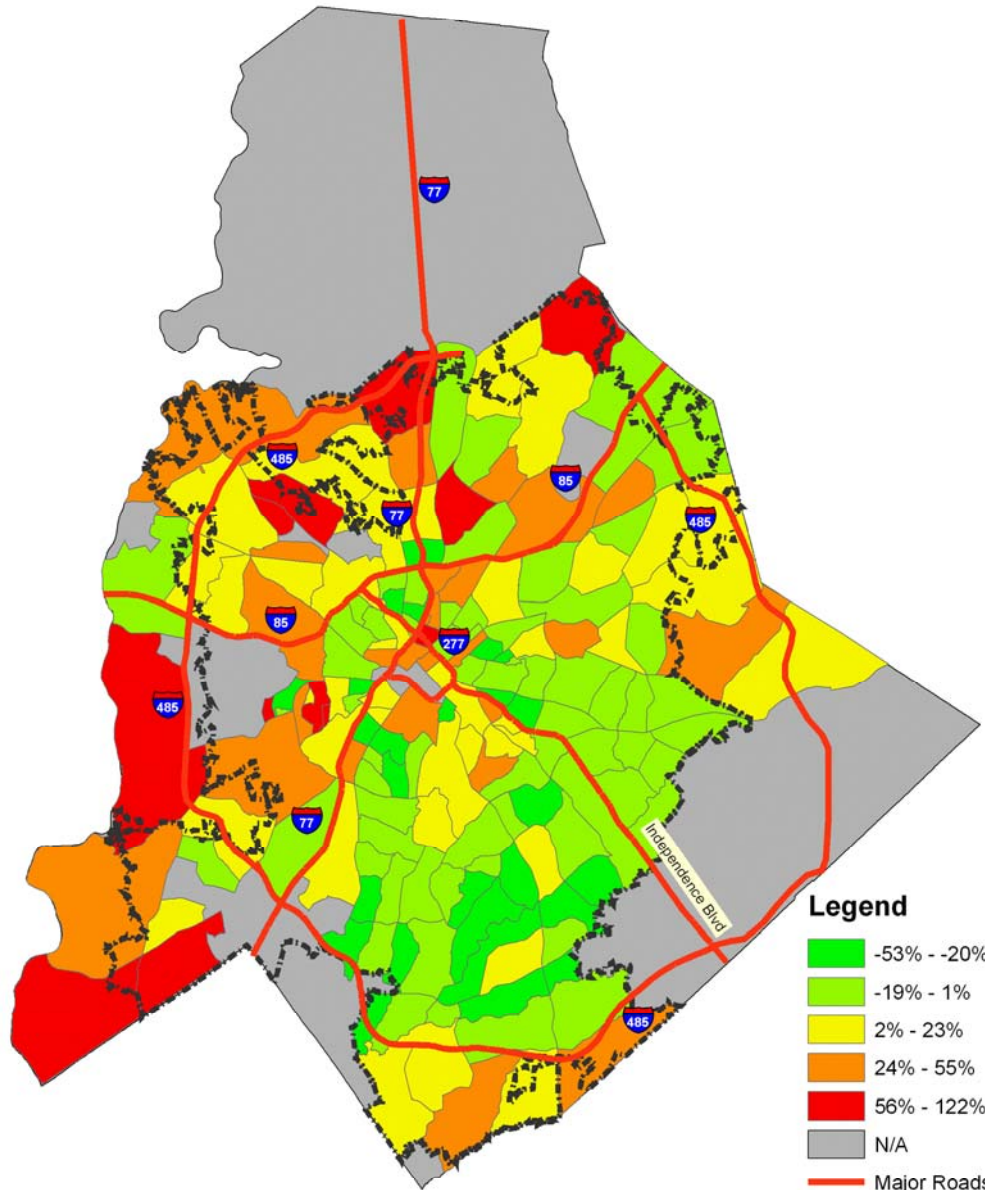 77
485
85
77
485
85
277
485
77
Independence Blvd
485
Legend
-53% - -20%
-19% - 1%
2% - 23%
24% - 55%
56% - 122%
N/A
Major Roads